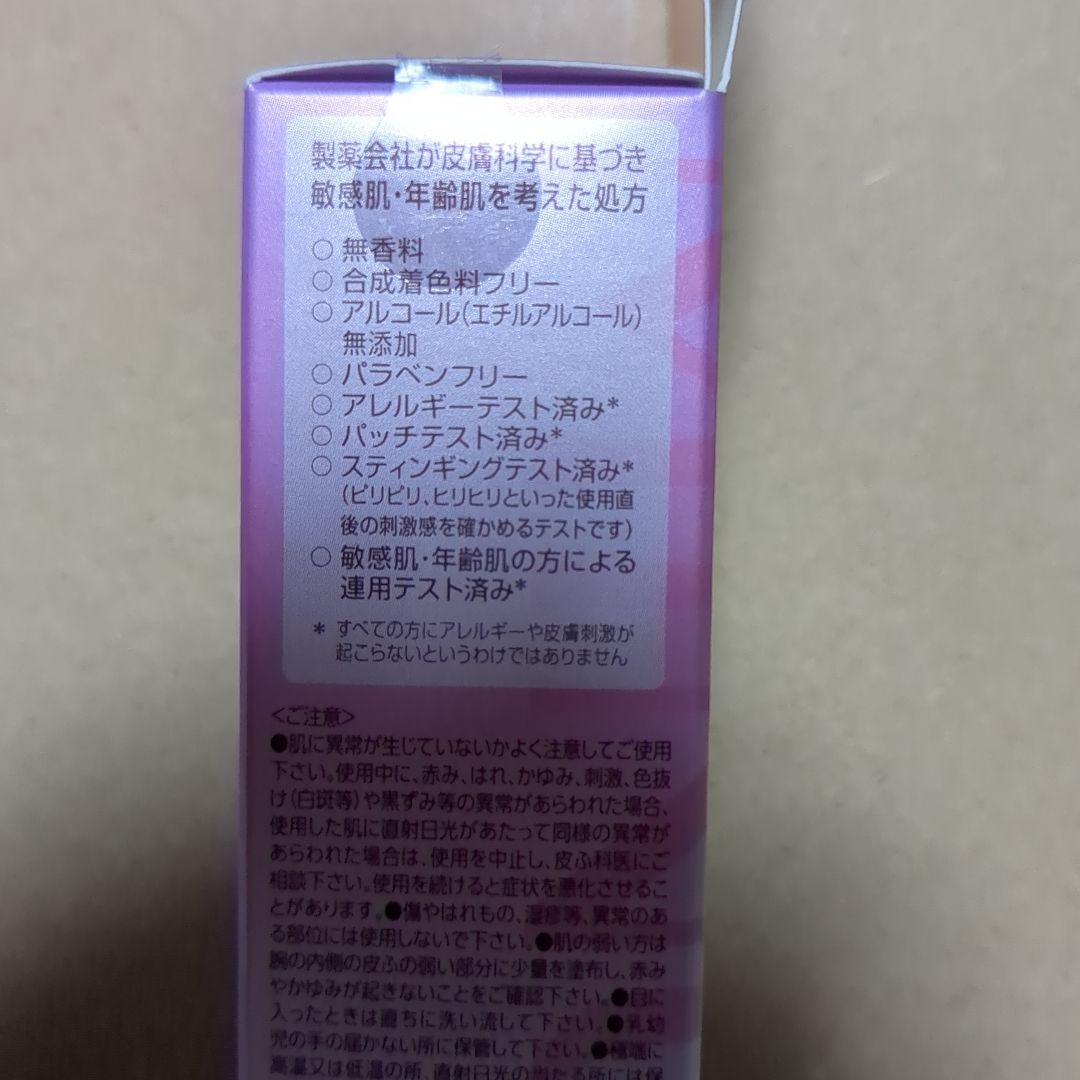 製薬会社が皮膚科学に基づき
敏感肌・年齢肌を考えた処方
○ 無香料
○ 合成着色料フリー
○ アルコール(エチルアルコール)
無添加
○ パラベンフリー
○ アレルギーテスト済み*
○ パッチテスト済み*
○ スティンギングテスト済み*
(ピリピリ、ヒリヒリといった使用直
後の刺激感を確かめるテストです)
○ 敏感肌・年齢肌の方による
連用テスト済み*
* すべての方にアレルギーや皮膚刺激が
起こらないというわけではありません
<ご注意>
●肌に異常が生じていないかよく注意してご使用
下さい。使用中に、赤み、はれ、かゆみ、刺激、色抜
け(白斑等)や黒ずみ等の異常があらわれた場合、
使用した肌に直射日光があたって同様の異常が
あらわれた場合は、使用を中止し、皮ふ科医にご
相談下さい。使用を続けると症状を悪化させるこ
とがあります。●傷やはれもの、湿疹等、異常のあ
る部位には使用しないで下さい。●肌の弱い方は
腕の内側の皮ふの弱い部分に少量を塗布し、赤み
やかゆみが起きないことをご確認下さい。●目に
入ったときは直ちに洗い流して下さい。●乳幼
児の手の届かない所に保管して下さい。●極端に
高温又は低温の所、直射日光の当たる所には保